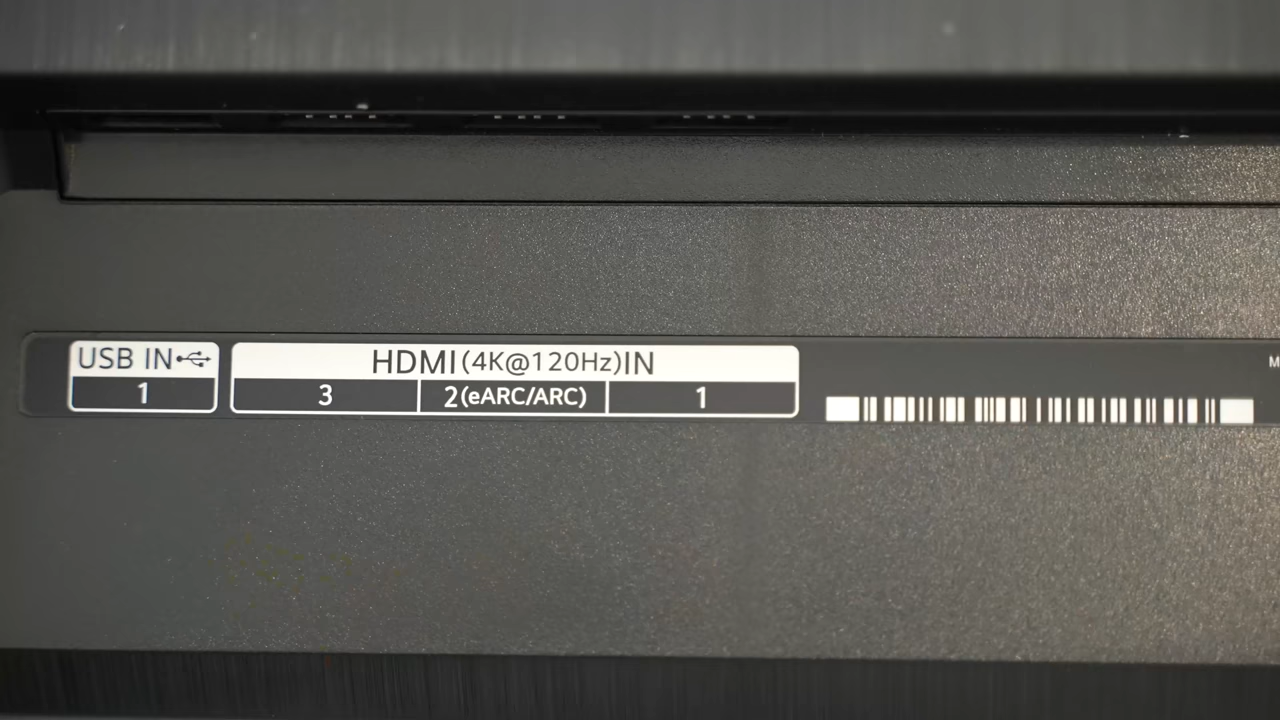 USB IN
HDMI(4K@120Hz)IN
1
3
2(eARC/ARC)
1